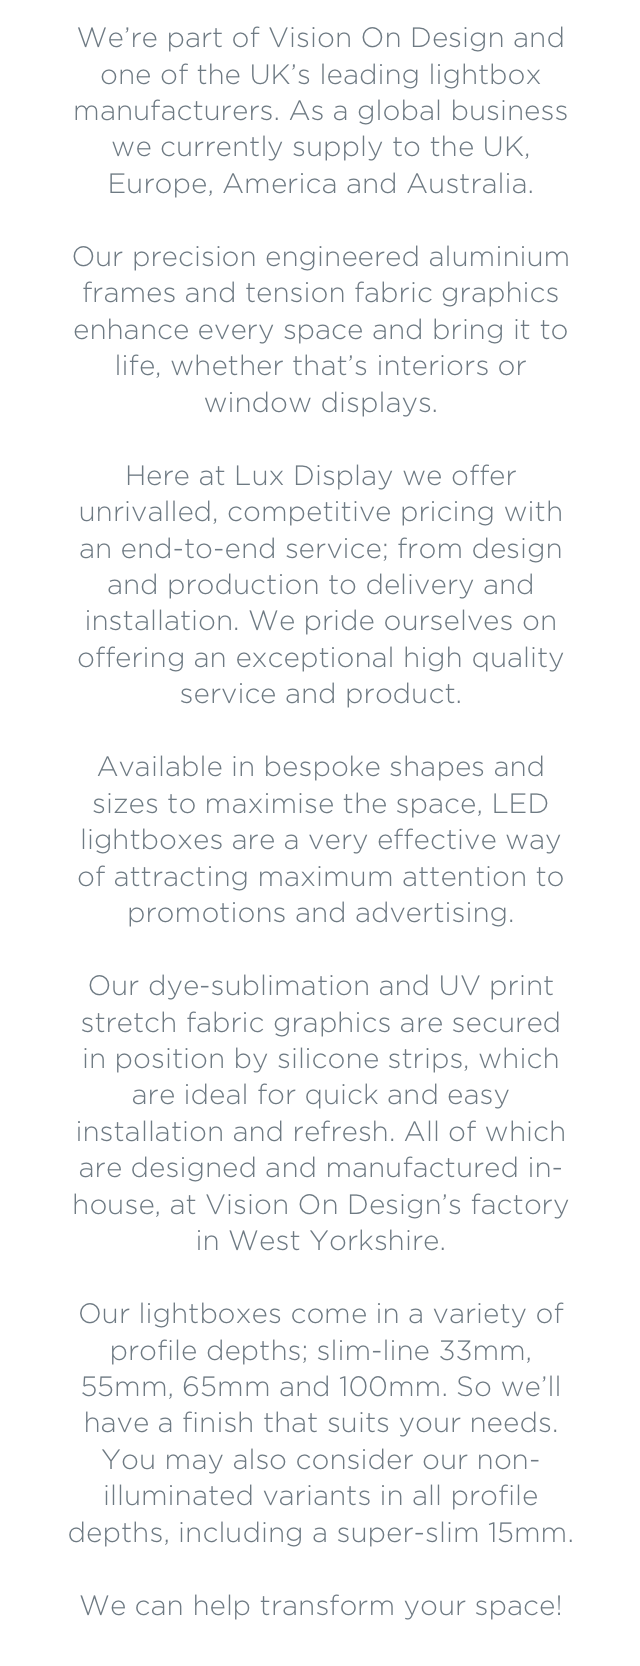 We’re part of Vision On Design and
one of the UK’s leading lightbox
manufacturers. As a global business
we currently supply to the UK,
Europe, America and Australia.
Our precision engineered aluminium
frames and tension fabric graphics
enhance every space and bring it to
life, whether that’s interiors or
window displays.
Here at Lux Display we offer
unrivalled, competitive pricing with
an end-to-end service; from design
and production to delivery and
installation. We pride ourselves on
offering an exceptional high quality
service and product.
Available in bespoke shapes and
sizes to maximise the space, LED
lightboxes are a very effective way
of attracting maximum attention to
promotions and advertising.
Our dye-sublimation and UV print
stretch fabric graphics are secured
in position by silicone strips, which
are ideal for quick and easy
installation and refresh. All of which
are designed and manufactured in-
house, at Vision On Design’s factory
in West Yorkshire.
Our lightboxes come in a variety of
profile depths; slim-line 33mm,
55mm, 65mm and 100mm. So we’ll
have a finish that suits your needs.
You may also consider our non-
illuminated variants in all profile
depths, including a super-slim 15mm.
We can help transform your space!